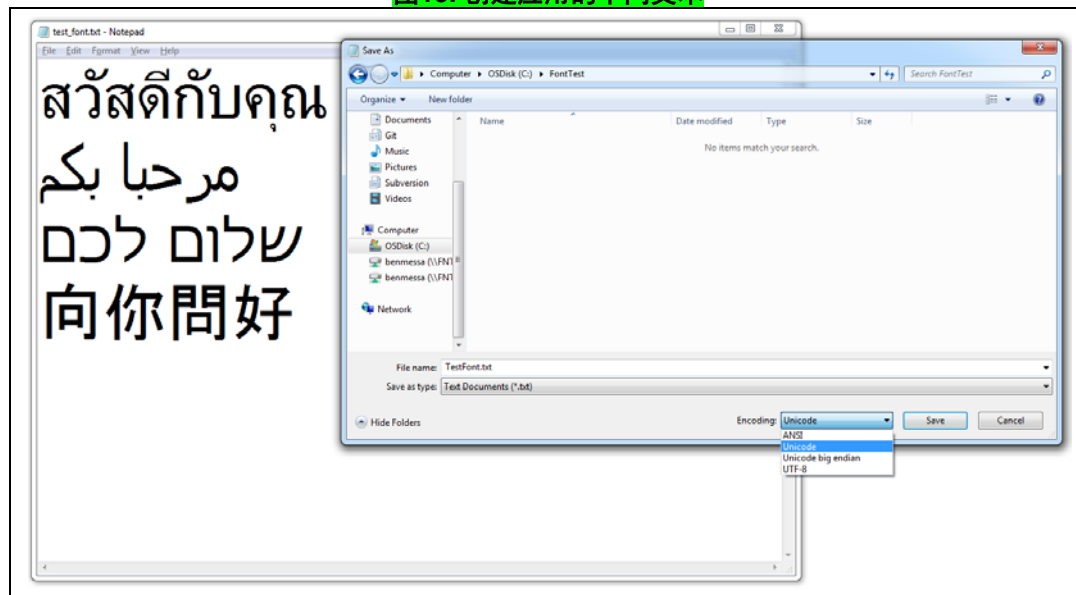 test_font.txt - Notepad
File Edit Format View Help
สวัสดีกับคุณ
مرحبا بكم
שלום לכם
向你問好
Save As
Computer OSDisk (C:) FontTest
Search FontTest
Organize New folder
Documents
Git
Music
Pictures
Subversion
Videos
Computer
OSDisk (C:)
benmessa (\\FNT
benmessa (\\FNT
Network
Name Date modified Type Size
No items match your search.
File name: TestFont.txt
Save as type: Text Documents (*.txt)
Hide Folders
Encoding: Unicode
Save Cancel
ANSI
Unicode
Unicode big endian
UTF-8